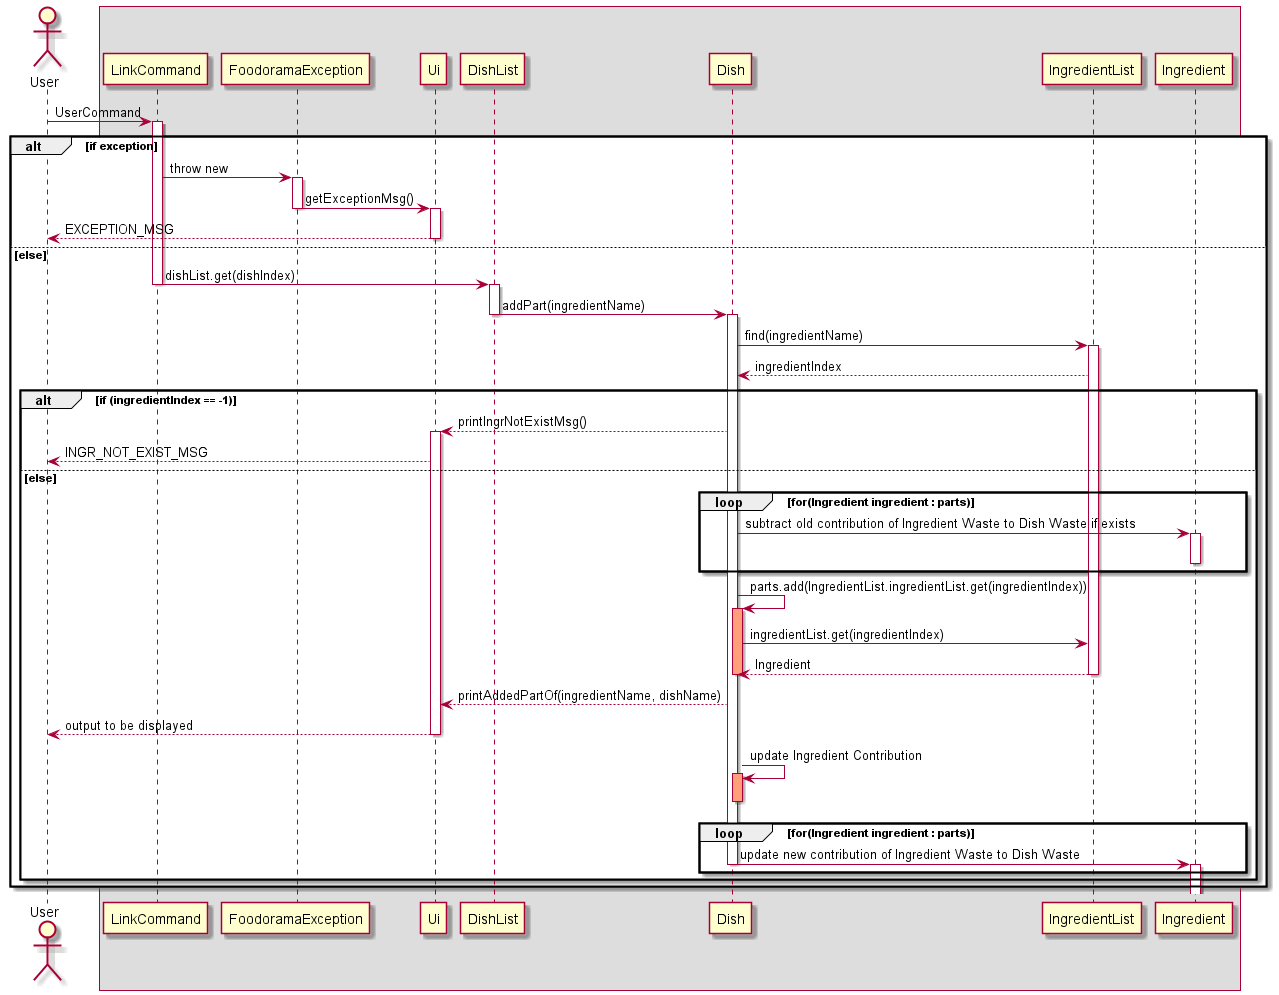 User
LinkCommand
FoodoramaException
Ui
DishList
Dish
IngredientList
Ingredient
UserCommand
alt
[if exception]
throw new
getExceptionMsg()
EXCEPTION_MSG
[else]
dishList.get(dishIndex)
addPart(ingredientName)
find(ingredientName)
ingredientIndex
alt
[if (ingredientIndex == -1)]
printIngrNotExistMsg()
INGR_NOT_EXIST_MSG
[else]
loop
[for(Ingredient ingredient : parts)]
subtract old contribution of Ingredient Waste to Dish Waste if exists
parts.add(IngredientList.ingredientList.get(ingredientIndex))
ingredientList.get(ingredientIndex)
Ingredient
printAddedPartOf(ingredientName, dishName)
output to be displayed
update Ingredient Contribution
loop
[for(Ingredient ingredient : parts)]
update new contribution of Ingredient Waste to Dish Waste
User
LinkCommand
FoodoramaException
Ui
DishList
Dish
IngredientList
Ingredient